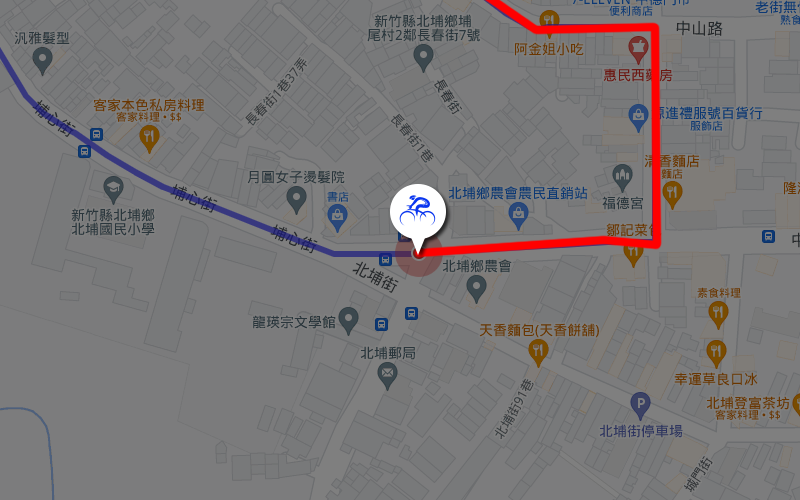 7-ELEVEN 中德門市
便利商店
老街無
熟食
新竹縣北埔鄉埔
尾村2鄰長春街7號
中山路
汎雅髮型
阿金姐小吃
惠民西藥房
長春街1巷37弄
長春街
客家本色私房料理
客家料理・$$
埔心街
源進禮服號百貨行
服飾店
長春街1巷
清香麵店
麵店
月圓女子燙髮院
埔心街
書店
北埔鄉農會農民直銷站
福德宮
新竹縣北埔鄉
北埔國民小學
鄒記菜包
埔心街
北埔街
北埔鄉農會
素食料理
龍瑛宗文學館
天香麵包(天香餅舖)
北埔郵局
幸運草良口冰
北埔街91巷
北埔登富茶坊
客家料理・$$
P
北埔街停車場
城門街